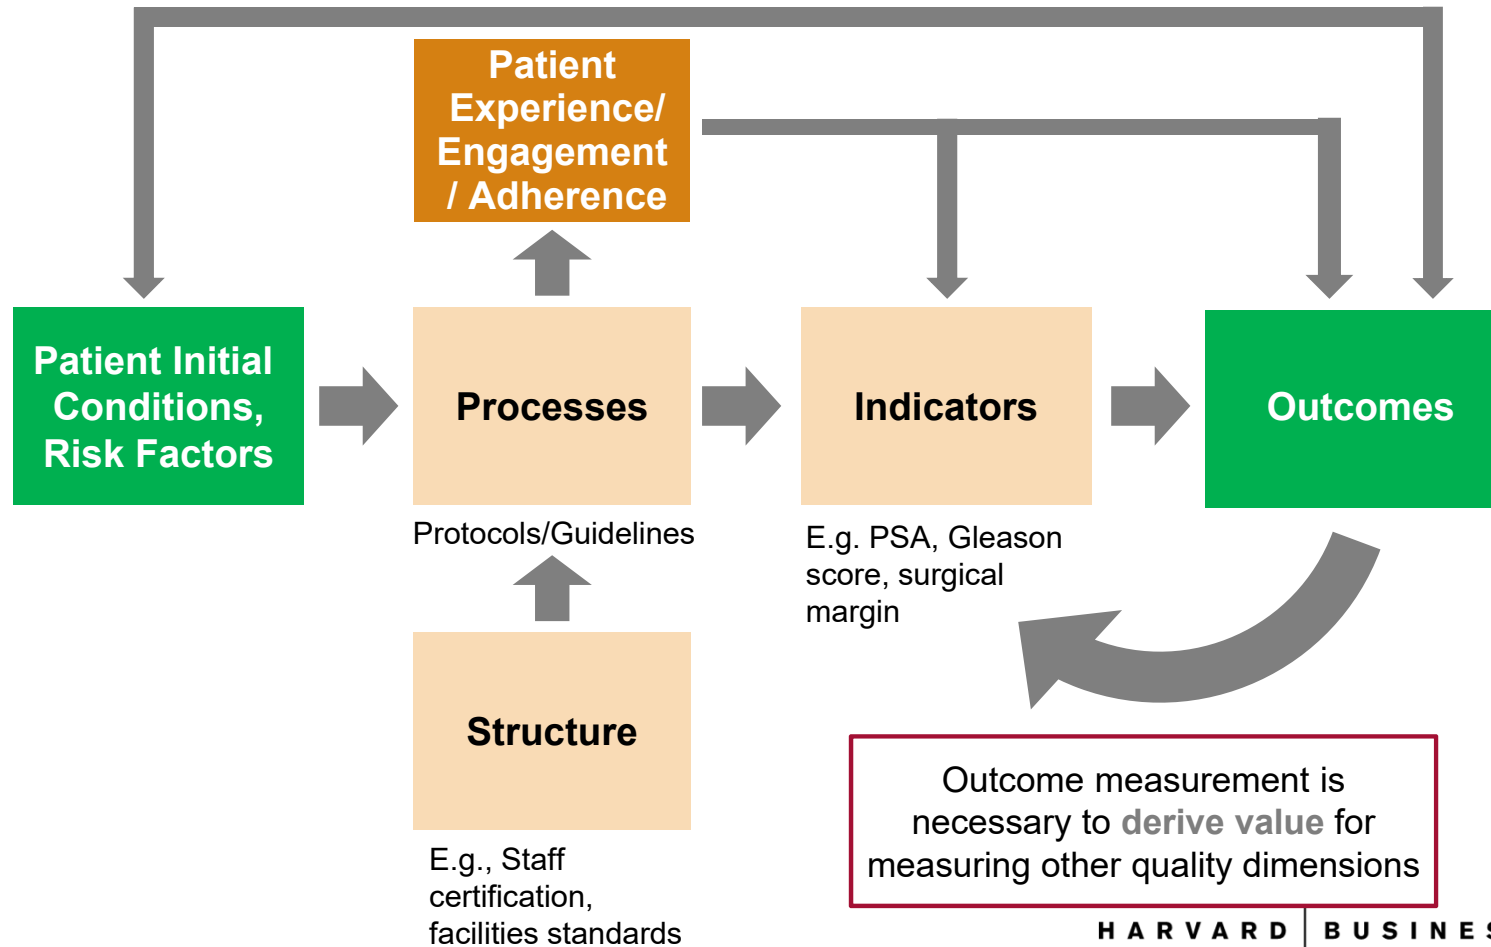 Patient
Experience/
Engagement
/ Adherence
Patient Initial
Conditions,
Risk Factors
Processes
Indicators
Outcomes
Protocols/Guidelines
E.g. PSA, Gleason
score, surgical
margin
Structure
E.g., Staff
certification,
facilities standards
Outcome measurement is
necessary to derive value for
measuring other quality dimensions
HARVARD BUSINES